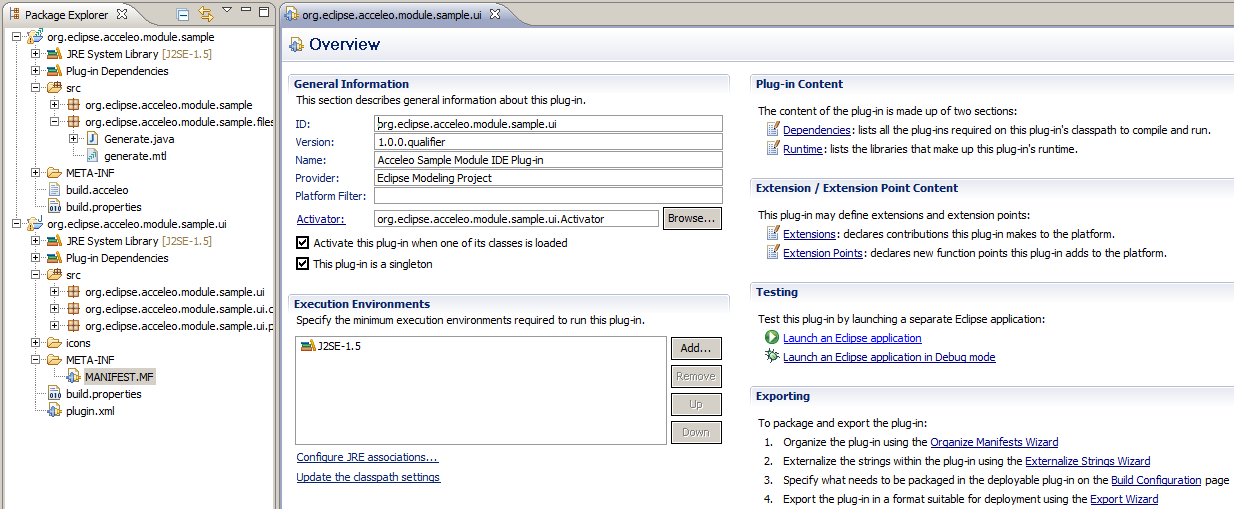 Package Explorer
org.eclipse.acceleo.module.sample
JRE System Library [J2SE-1.5]
Plug-in Dependencies
src
org.eclipse.acceleo.module.sample
org.eclipse.acceleo.module.sample.files
Generate.java
generate.mtl
META-INF
build.acceleo
build.properties
org.eclipse.acceleo.module.sample.ui
JRE System Library [J2SE-1.5]
Plug-in Dependencies
src
org.eclipse.acceleo.module.sample.ui
org.eclipse.acceleo.module.sample.ui.c
org.eclipse.acceleo.module.sample.ui.p
icons
META-INF
MANIFEST.MF
build.properties
plugin.xml
org.eclipse.acceleo.module.sample.ui
Overview
General Information
This section describes general information about this plug-in.
ID: org.eclipse.acceleo.module.sample.ui
Version: 1.0.0.qualifier
Name: Acceleo Sample Module IDE Plug-in
Provider: Eclipse Modeling Project
Platform Filter:
Activator: org.eclipse.acceleo.module.sample.ui.Activator Browse...
Activate this plug-in when one of its classes is loaded
This plug-in is a singleton
Execution Environments
Specify the minimum execution environments required to run this plug-in.
J2SE-1.5
Add...
Remove
Up
Down
Configure JRE associations...
Update the classpath settings
Plug-in Content
The content of the plug-in is made up of two sections:
Dependencies: lists all the plug-ins required on this plug-in's classpath to compile and run.
Runtime: lists the libraries that make up this plug-in's runtime.
Extension / Extension Point Content
This plug-in may define extensions and extension points:
Extensions: declares contributions this plug-in makes to the platform.
Extension Points: declares new function points this plug-in adds to the platform.
Testing
Test this plug-in by launching a separate Eclipse application:
Launch an Eclipse application
Launch an Eclipse application in Debug mode
Exporting
To package and export the plug-in:
1. Organize the plug-in using the Organize Manifests Wizard
2. Externalize the strings within the plug-in using the Externalize Strings Wizard
3. Specify what needs to be packaged in the deployable plug-in on the Build Configuration page
4. Export the plug-in in a format suitable for deployment using the Export Wizard